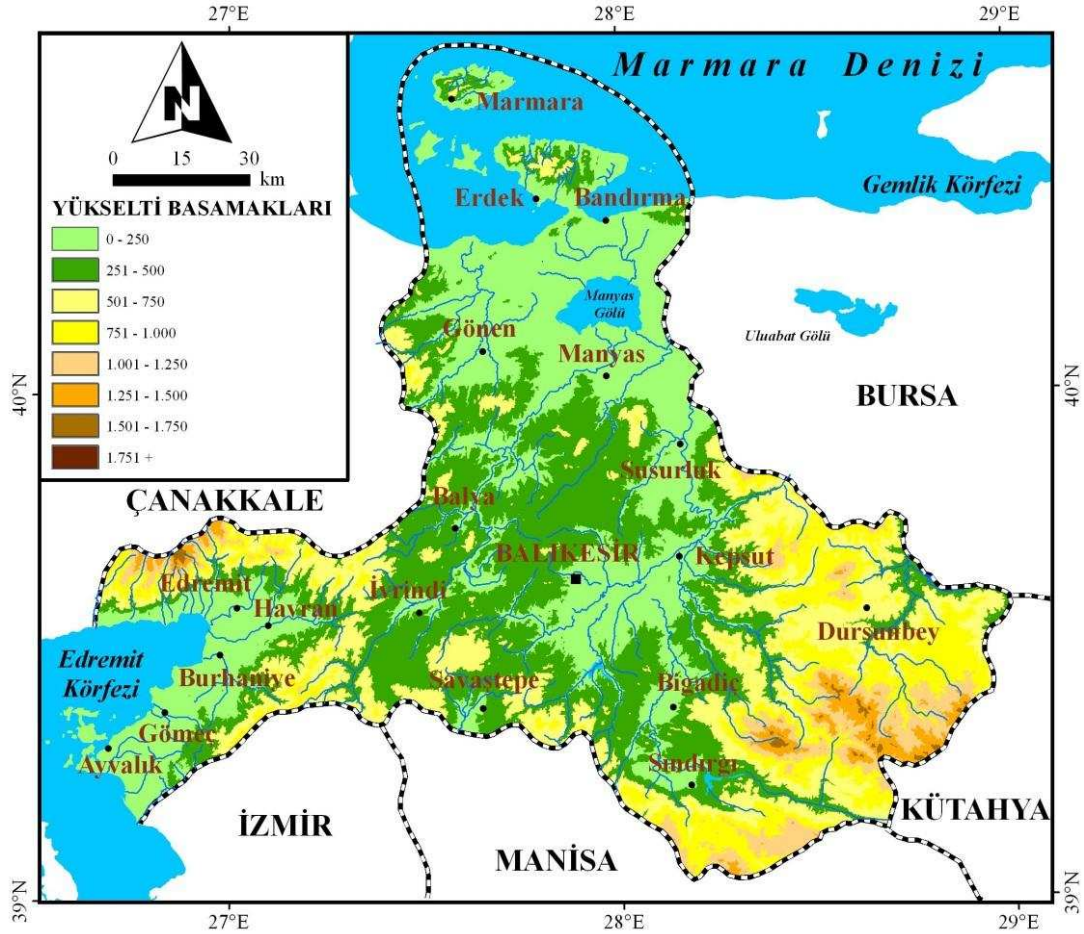 27°E
28°E
29°E
Marmara Denizi
N
0 15 30
km
YÜKSELTİ BASAMAKLARI
0 - 250
251 - 500
501 - 750
751 - 1.000
1.001 - 1.250
1.251 - 1.500
1.501 - 1.750
1.751 +
Marmara
Erdek
Bandırma
Gemlik Körfezi
Manyas
Gölü
Uluabat Gölü
Gönen
Manyas
40°N
40°N
BURSA
Susurluk
ÇANAKKALE
Balya
BALIKESİR
Kepsut
Edremit
Havran
İvrindi
Dursunbey
Edremit
Körfezi
Burhaniye
Savaştepe
Bigadiç
Gömeç
Ayvalık
Sındırgı
İZMİR
MANİSA
KÜTAHYA
39°N
39°N
27°E
28°E
29°E